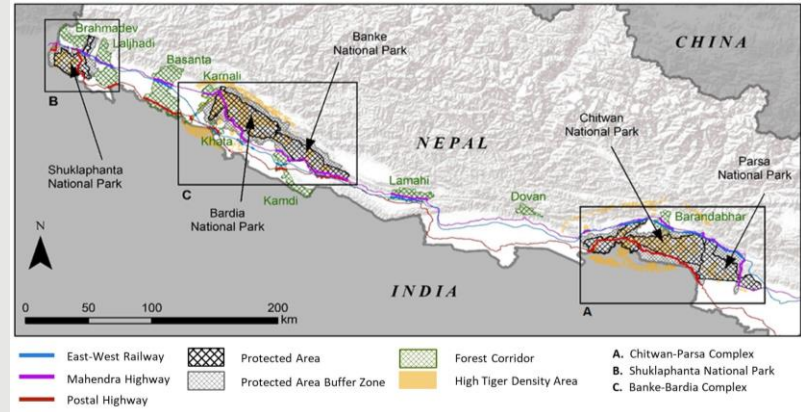 Brahmadev
Laljhadi
Basanta
Karnali
Banke
National Park
CHINA
B
Shuklaphanta
National Park
Khata
Bardia
National Park
C
Kamdi
NEPAL
Lamahi
Dovan
Chitwan
National Park
Parsa
National Park
Barandabhar
A
INDIA
N
0 50 100 200
km
East-West Railway
Mahendra Highway
Postal Highway
Protected Area
Protected Area Buffer Zone
Forest Corridor
High Tiger Density Area
A. Chitwan-Parsa Complex
B. Shuklaphanta National Park
C. Banke-Bardia Complex